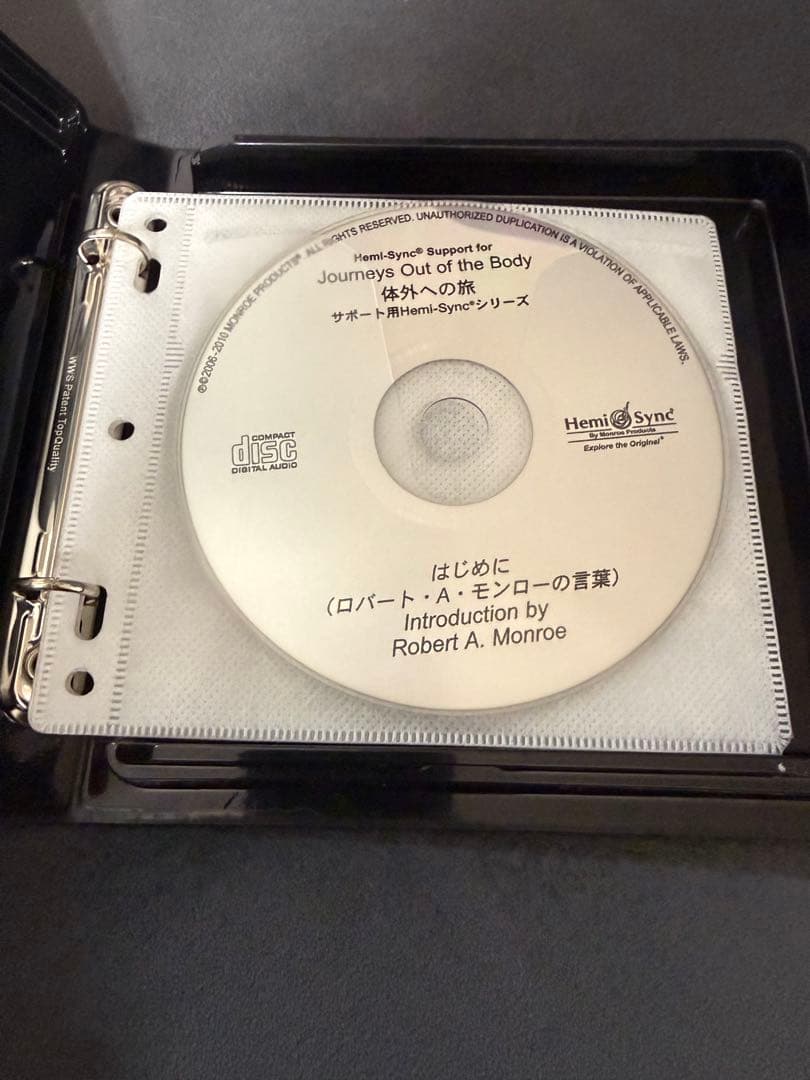 ℗©2006-2010 MONROE PRODUCTS® ALL RIGHTS RESERVED. UNAUTHORIZED DUPLICATION IS A VIOLATION OF APPLICABLE LAWS.
Hemi-Sync® Support for
Journeys Out of the Body
体外への旅
サポート用Hemi-Sync®シリーズ
COMPACT
disc
DIGITAL AUDIO
Hemi Sync®
By Monroe Products
Explore the Original®
はじめに
（ロバート・A・モンローの言葉）
Introduction by
Robert A. Monroe
WWS Patent TopQuality